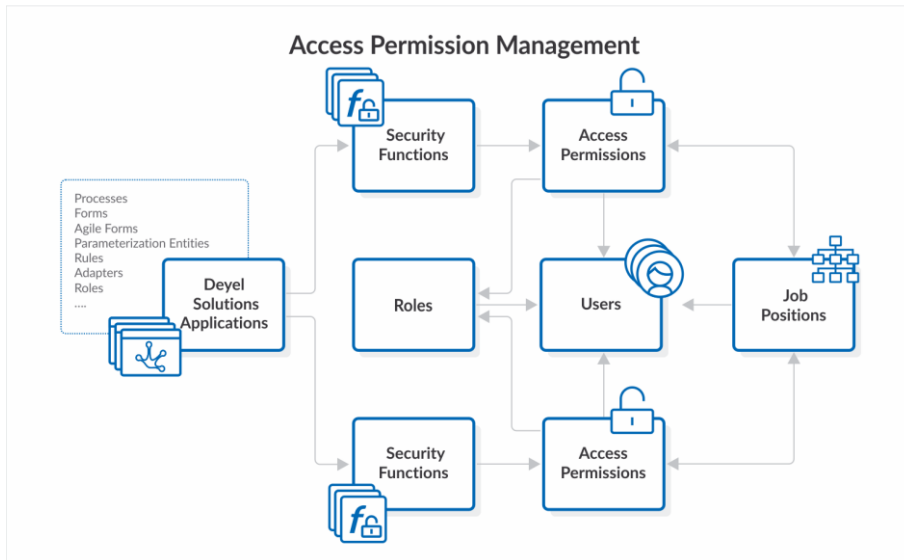 Access Permission Management
Security
Functions
Access
Permissions
Processes
Forms
Agile Forms
Parameterization Entities
Rules
Adapters
Roles
....
Deyel
Solutions
Applications
Roles
Users
Job
Positions
Security
Functions
Access
Permissions
f
f